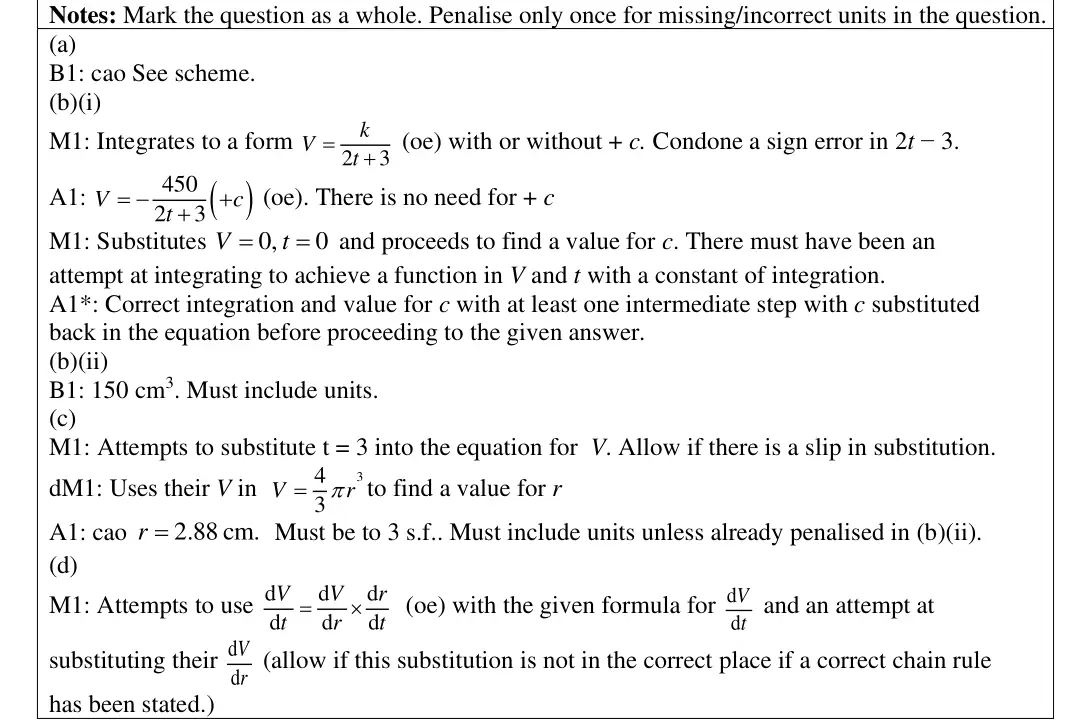 Notes: Mark the question as a whole. Penalise only once for missing/incorrect units in the question.
(a)
B1: cao See scheme.
(b)(i)
M1: Integrates to a form V = k/(2t + 3) (oe) with or without + c. Condone a sign error in 2t − 3.
A1: V = −450/(2t + 3) (+c) (oe). There is no need for + c
M1: Substitutes V = 0, t = 0 and proceeds to find a value for c. There must have been an
attempt at integrating to achieve a function in V and t with a constant of integration.
A1*: Correct integration and value for c with at least one intermediate step with c substituted
back in the equation before proceeding to the given answer.
(b)(ii)
B1: 150 cm³. Must include units.
(c)
M1: Attempts to substitute t = 3 into the equation for V. Allow if there is a slip in substitution.
dM1: Uses their V in V = 4/3 πr³ to find a value for r
A1: cao r = 2.88 cm. Must be to 3 s.f.. Must include units unless already penalised in (b)(ii).
(d)
M1: Attempts to use dV/dt = dV/dr × dr/dt (oe) with the given formula for dV/dt and an attempt at
substituting their dV/dr (allow if this substitution is not in the correct place if a correct chain rule
has been stated.)